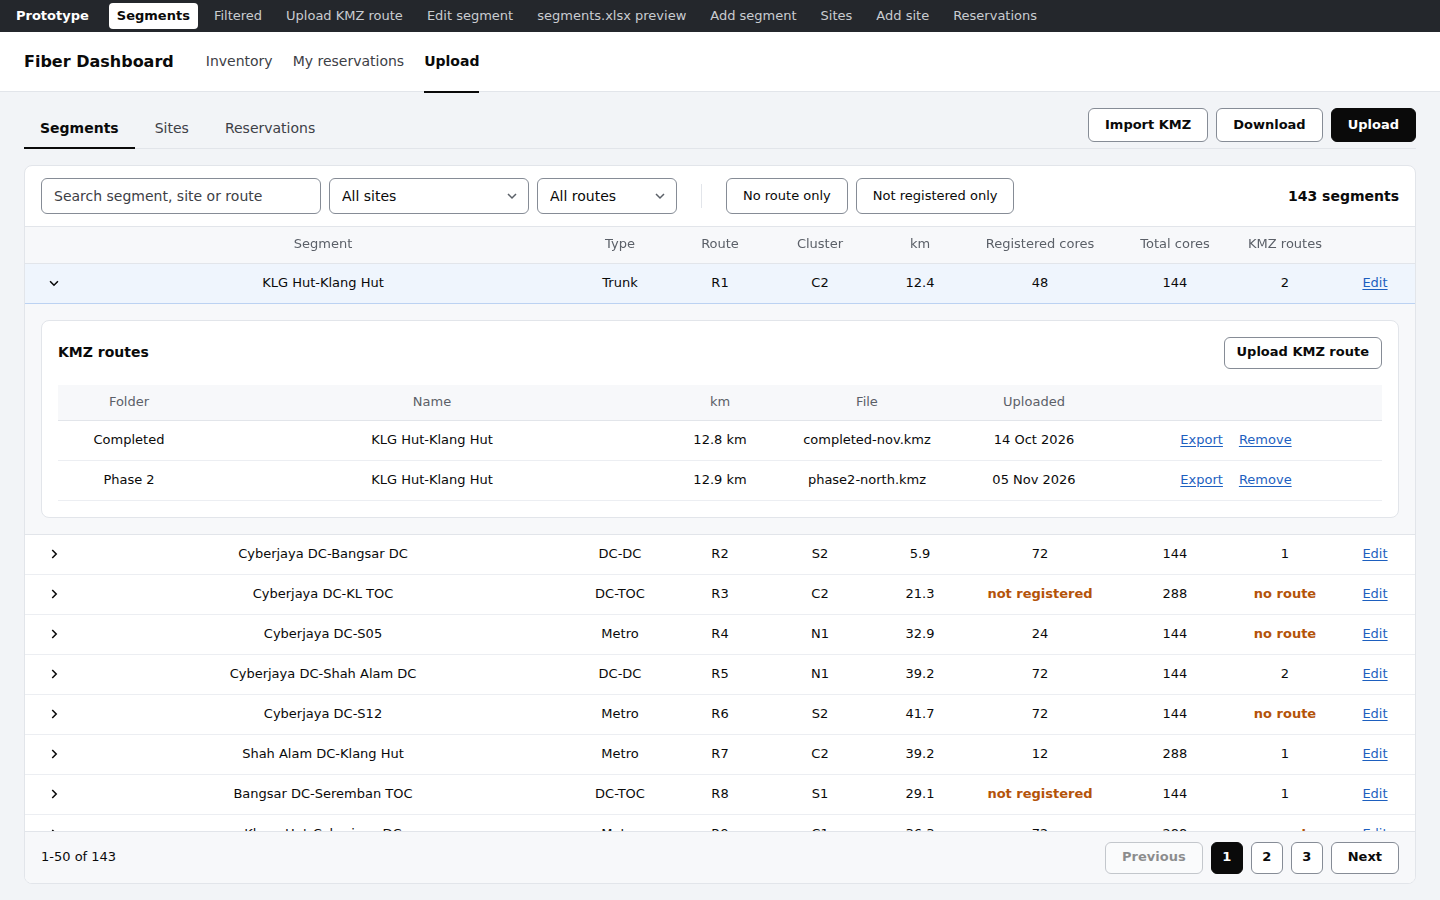 Prototype Segments Filtered Upload KMZ route Edit segment segments.xlsx preview Add segment Sites Add site Reservations
Fiber Dashboard Inventory My reservations Upload
Segments Sites Reservations Import KMZ Download Upload
Search segment, site or route All sites All routes No route only Not registered only 143 segments
Segment Type Route Cluster km Registered cores Total cores KMZ routes
KLG Hut-Klang Hut Trunk R1 C2 12.4 48 144 2 Edit
KMZ routes Upload KMZ route
Folder Name km File Uploaded
Completed KLG Hut-Klang Hut 12.8 km completed-nov.kmz 14 Oct 2026 Export Remove
Phase 2 KLG Hut-Klang Hut 12.9 km phase2-north.kmz 05 Nov 2026 Export Remove
Cyberjaya DC-Bangsar DC DC-DC R2 S2 5.9 72 144 1 Edit
Cyberjaya DC-KL TOC DC-TOC R3 C2 21.3 not registered 288 no route Edit
Cyberjaya DC-S05 Metro R4 N1 32.9 24 144 no route Edit
Cyberjaya DC-Shah Alam DC DC-DC R5 N1 39.2 72 144 2 Edit
Cyberjaya DC-S12 Metro R6 S2 41.7 72 144 no route Edit
Shah Alam DC-Klang Hut Metro R7 C2 39.2 12 288 1 Edit
Bangsar DC-Seremban TOC DC-TOC R8 S1 29.1 not registered 144 1 Edit
1-50 of 143 Previous 1 2 3 Next